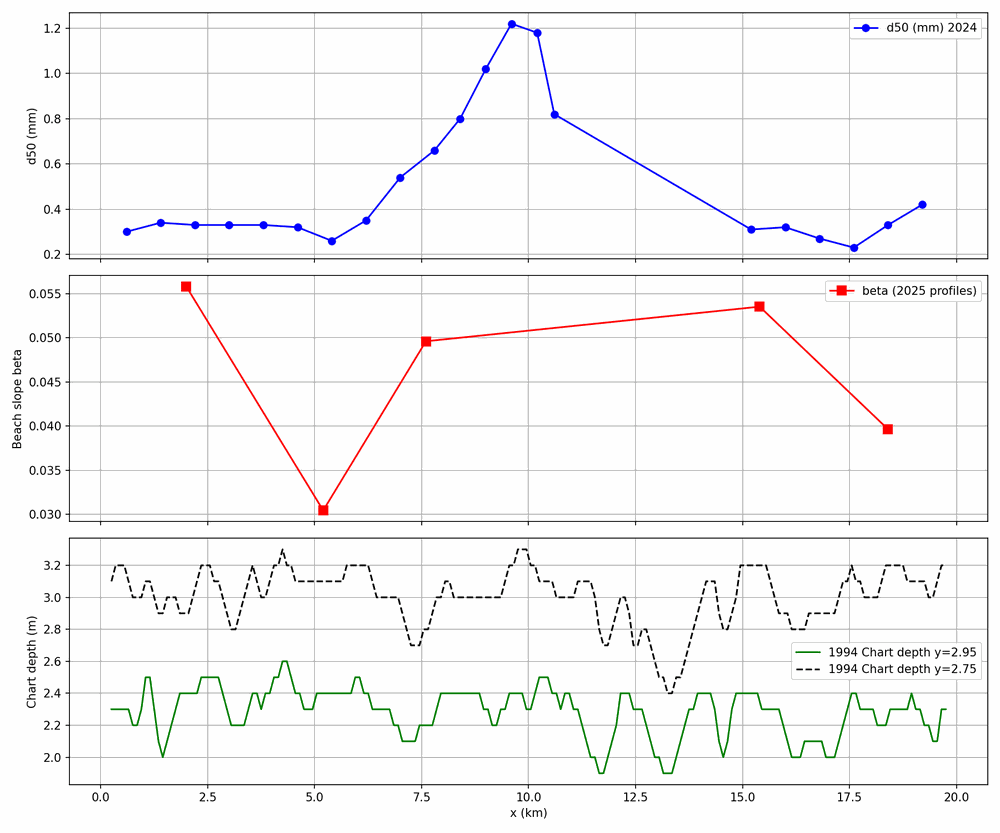 1.2
1.0
0.8
0.6
0.4
0.2
d50 (mm)
d50 (mm) 2024
0.055
0.050
0.045
0.040
0.035
0.030
Beach slope beta
beta (2025 profiles)
3.2
3.0
2.8
2.6
2.4
2.2
2.0
Chart depth (m)
1994 Chart depth y=2.95
1994 Chart depth y=2.75
0.0 2.5 5.0 7.5 10.0 12.5 15.0 17.5 20.0
x (km)